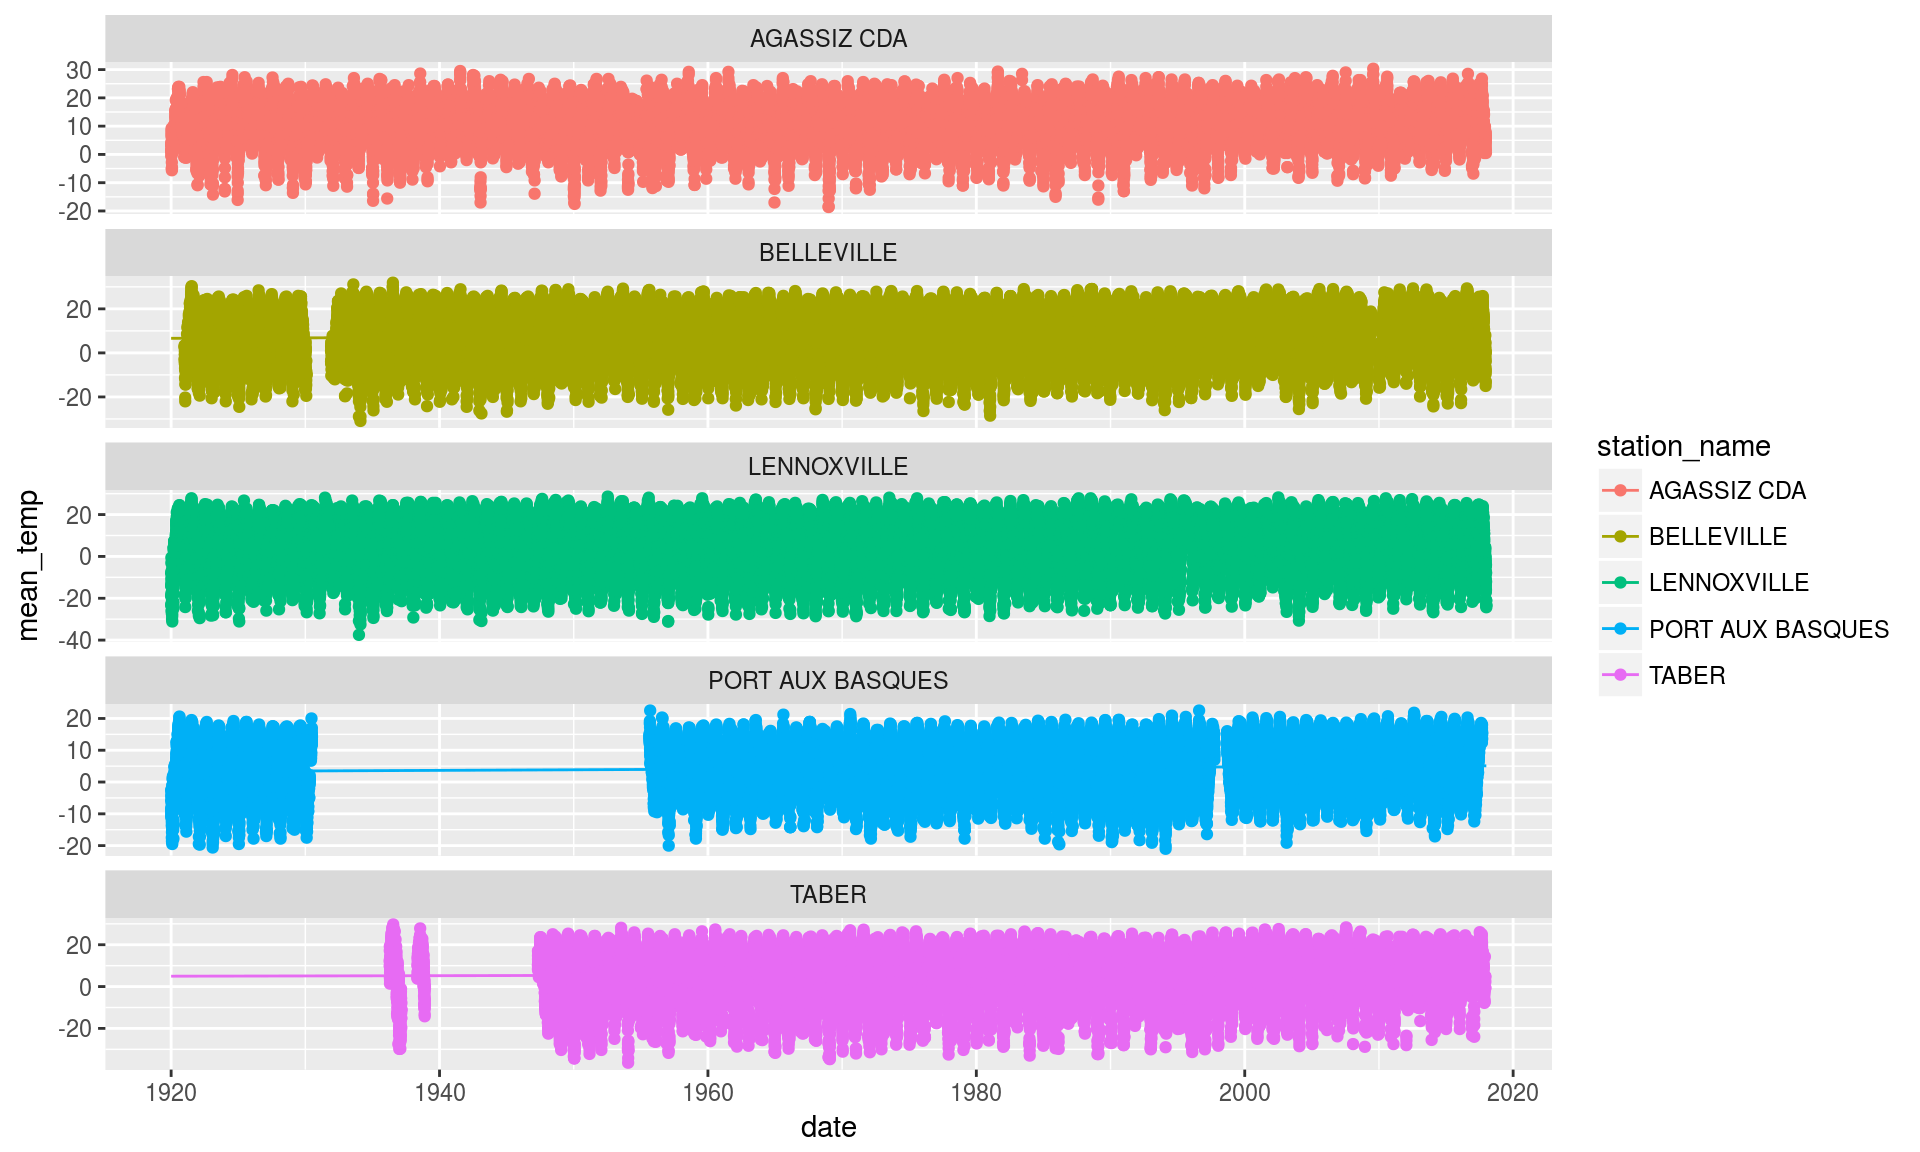 AGASSIZ CDA
30
20
10
0
-10
-20
BELLEVILLE
20
0
-20
LENNOXVILLE
20
0
-20
-40
PORT AUX BASQUES
20
10
0
-10
-20
TABER
20
0
-20
1920 1940 1960 1980 2000 2020
date
mean_temp
station_name
AGASSIZ CDA
BELLEVILLE
LENNOXVILLE
PORT AUX BASQUES
TABER